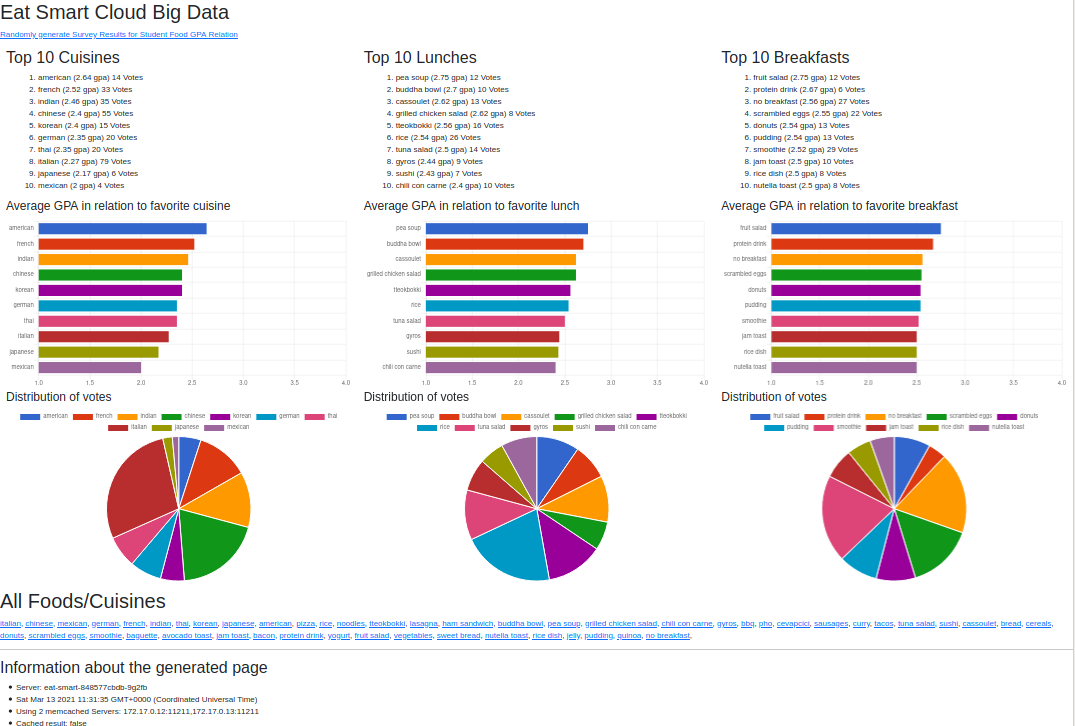 Eat Smart Cloud Big Data
Randomly generate Survey Results for Student Food GPA Relation
Top 10 Cuisines
1. american (2.64 gpa) 14 Votes
2. french (2.52 gpa) 33 Votes
3. indian (2.46 gpa) 35 Votes
4. chinese (2.4 gpa) 55 Votes
5. korean (2.4 gpa) 15 Votes
6. german (2.35 gpa) 20 Votes
7. thai (2.35 gpa) 20 Votes
8. italian (2.27 gpa) 79 Votes
9. japanese (2.17 gpa) 6 Votes
10. mexican (2 gpa) 4 Votes
Average GPA in relation to favorite cuisine
american
french
indian
chinese
korean
german
thai
italian
japanese
mexican
1.0 1.5 2.0 2.5 3.0 3.5 4.0
Distribution of votes
american french indian chinese korean german thai
italian japanese mexican
Top 10 Lunches
1. pea soup (2.75 gpa) 12 Votes
2. buddha bowl (2.7 gpa) 10 Votes
3. cassoulet (2.62 gpa) 13 Votes
4. grilled chicken salad (2.62 gpa) 8 Votes
5. tteokbokki (2.56 gpa) 16 Votes
6. rice (2.54 gpa) 26 Votes
7. tuna salad (2.5 gpa) 14 Votes
8. gyros (2.44 gpa) 9 Votes
9. sushi (2.43 gpa) 7 Votes
10. chili con carne (2.4 gpa) 10 Votes
Average GPA in relation to favorite lunch
pea soup
buddha bowl
cassoulet
grilled chicken salad
tteokbokki
rice
tuna salad
gyros
sushi
chili con carne
1.0 1.5 2.0 2.5 3.0 3.5 4.0
Distribution of votes
pea soup buddha bowl cassoulet grilled chicken salad tteokbokki
rice tuna salad gyros sushi chili con carne
Top 10 Breakfasts
1. fruit salad (2.75 gpa) 12 Votes
2. protein drink (2.67 gpa) 6 Votes
3. no breakfast (2.56 gpa) 27 Votes
4. scrambled eggs (2.55 gpa) 22 Votes
5. donuts (2.54 gpa) 13 Votes
6. pudding (2.54 gpa) 13 Votes
7. smoothie (2.52 gpa) 29 Votes
8. jam toast (2.5 gpa) 10 Votes
9. rice dish (2.5 gpa) 8 Votes
10. nutella toast (2.5 gpa) 8 Votes
Average GPA in relation to favorite breakfast
fruit salad
protein drink
no breakfast
scrambled eggs
donuts
pudding
smoothie
jam toast
rice dish
nutella toast
1.0 1.5 2.0 2.5 3.0 3.5 4.0
Distribution of votes
fruit salad protein drink no breakfast scrambled eggs donuts
pudding smoothie jam toast rice dish nutella toast
All Foods/Cuisines
italian, chinese, mexican, german, french, indian, thai, korean, japanese, american, pizza, rice, noodles, tteokbokki, lasagna, ham sandwich, buddha bowl, pea soup, grilled chicken salad, chili con carne, gyros, bbq, pho, cevapcici, sausages, curry, tacos, tuna salad, sushi, cassoulet, bread, cereals,
donuts, scrambled eggs, smoothie, baguette, avocado toast, jam toast, bacon, protein drink, yogurt, fruit salad, vegetables, sweet bread, nutella toast, rice dish, jelly, pudding, quinoa, no breakfast,
Information about the generated page
Server: eat-smart-848577cbdb-9g2fb
Sat Mar 13 2021 11:31:35 GMT+0000 (Coordinated Universal Time)
Using 2 memcached Servers: 172.17.0.12:11211,172.17.0.13:11211
Cached result: false